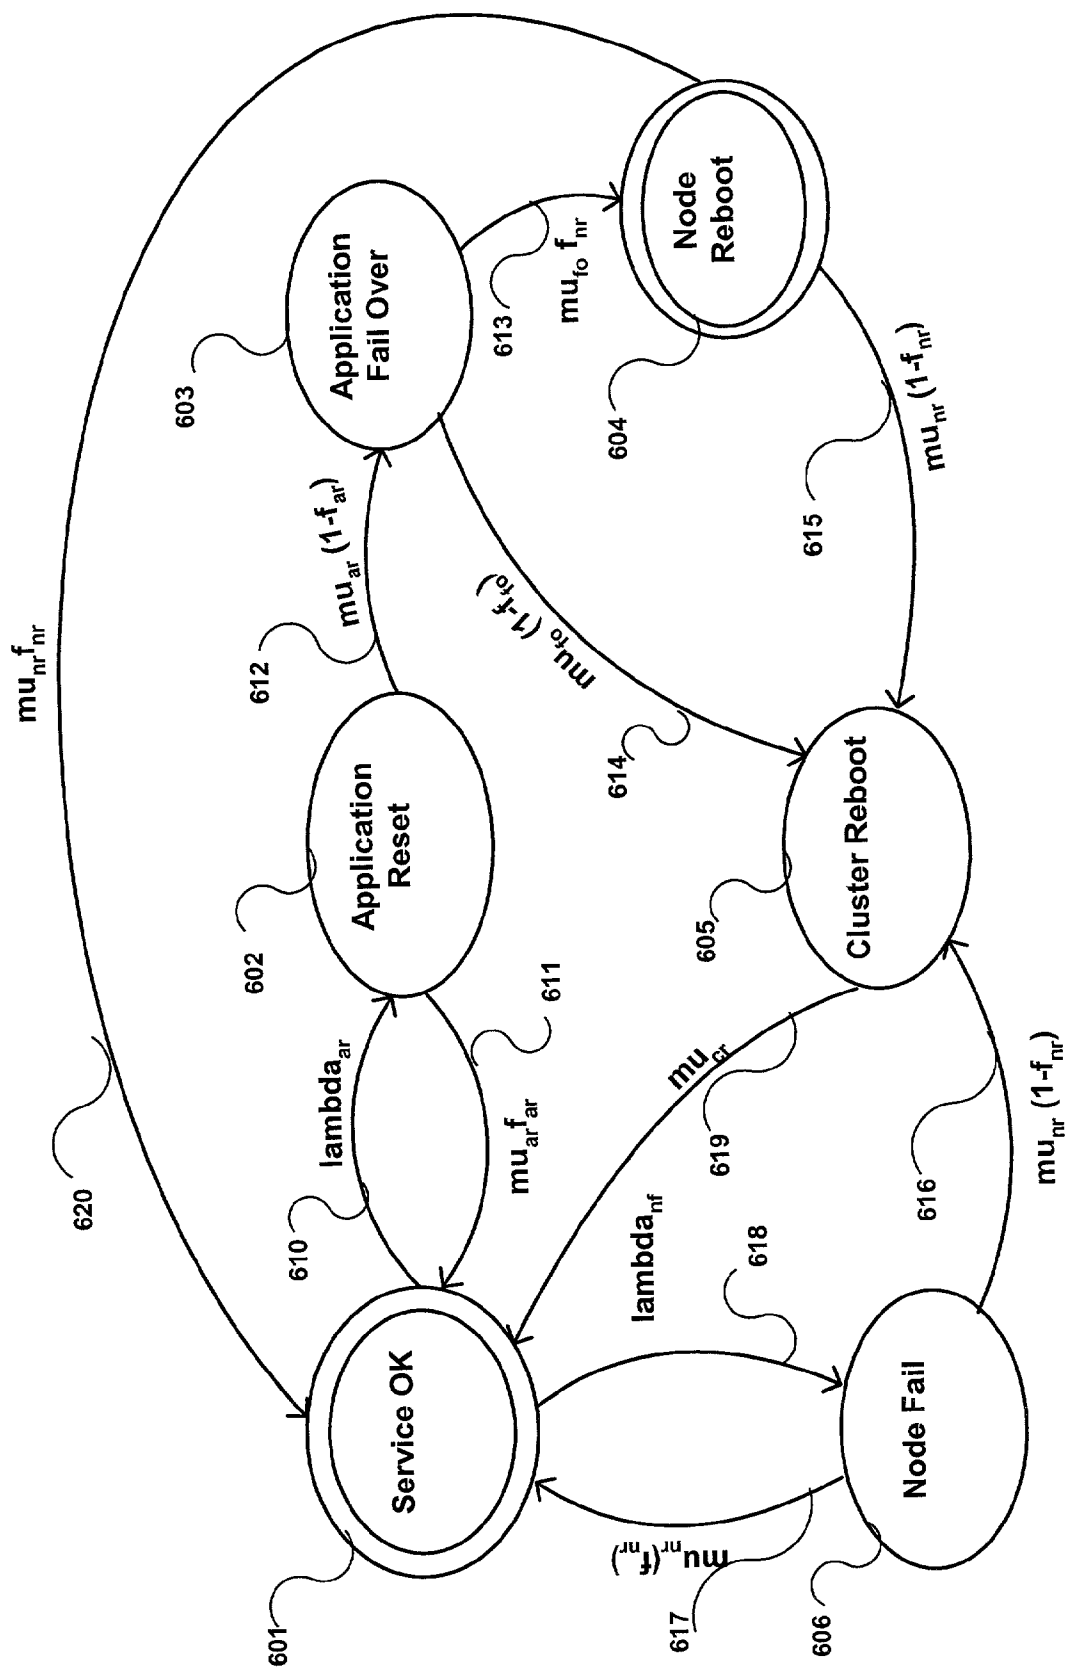 mu_nr f_nr
620
601
Service OK
610
lambda_ar
mu_ar f_ar
611
602
Application
Reset
612
mu_ar (1-f_ar)
603
Application
Fail Over
613
mu_fo f_nr
604
Node
Reboot
615
mu_nr (1-f_nr)
614
mu_fo (1-f_fo)
605
Cluster Reboot
mu_cr
619
lambda_nf
618
616
mu_nr (1-f_nr)
606
Node Fail
617
mu_nr(f_nr)